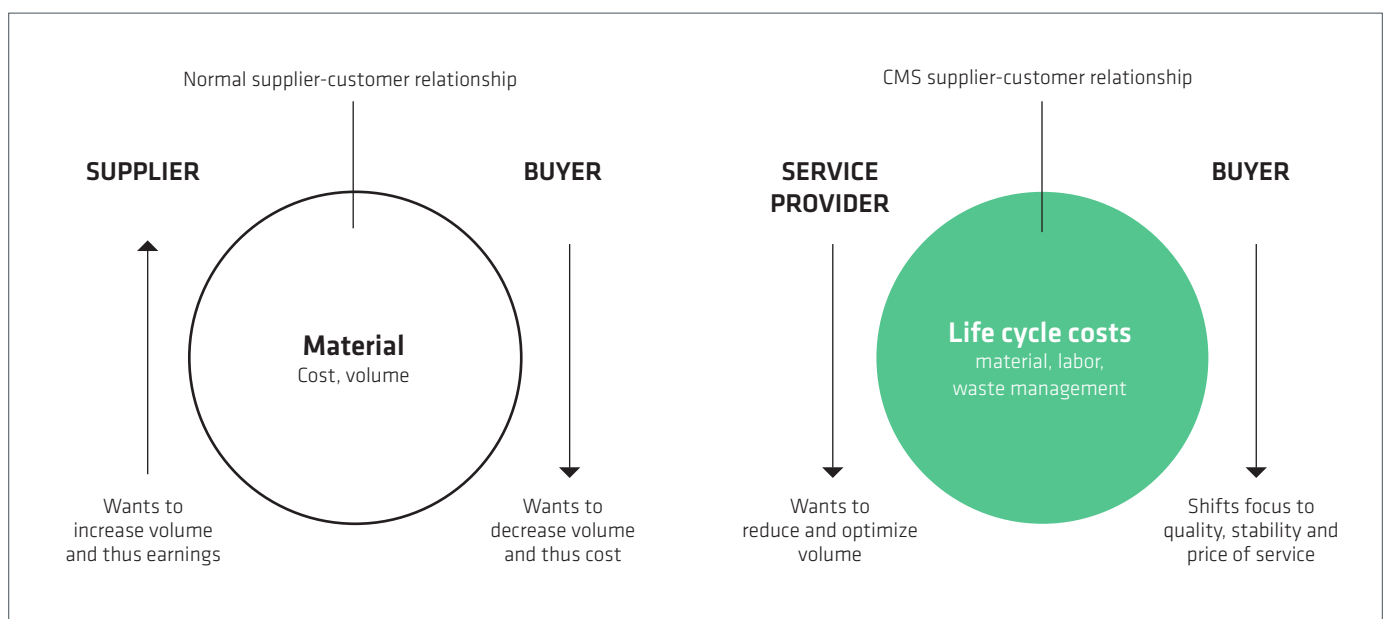 Normal supplier-customer relationship
SUPPLIER
BUYER
Material
Cost, volume
Wants to
increase volume
and thus earnings
Wants to
decrease volume
and thus cost
CMS supplier-customer relationship
SERVICE
PROVIDER
BUYER
Life cycle costs
material, labor,
waste management
Wants to
reduce and optimize
volume
Shifts focus to
quality, stability and
price of service